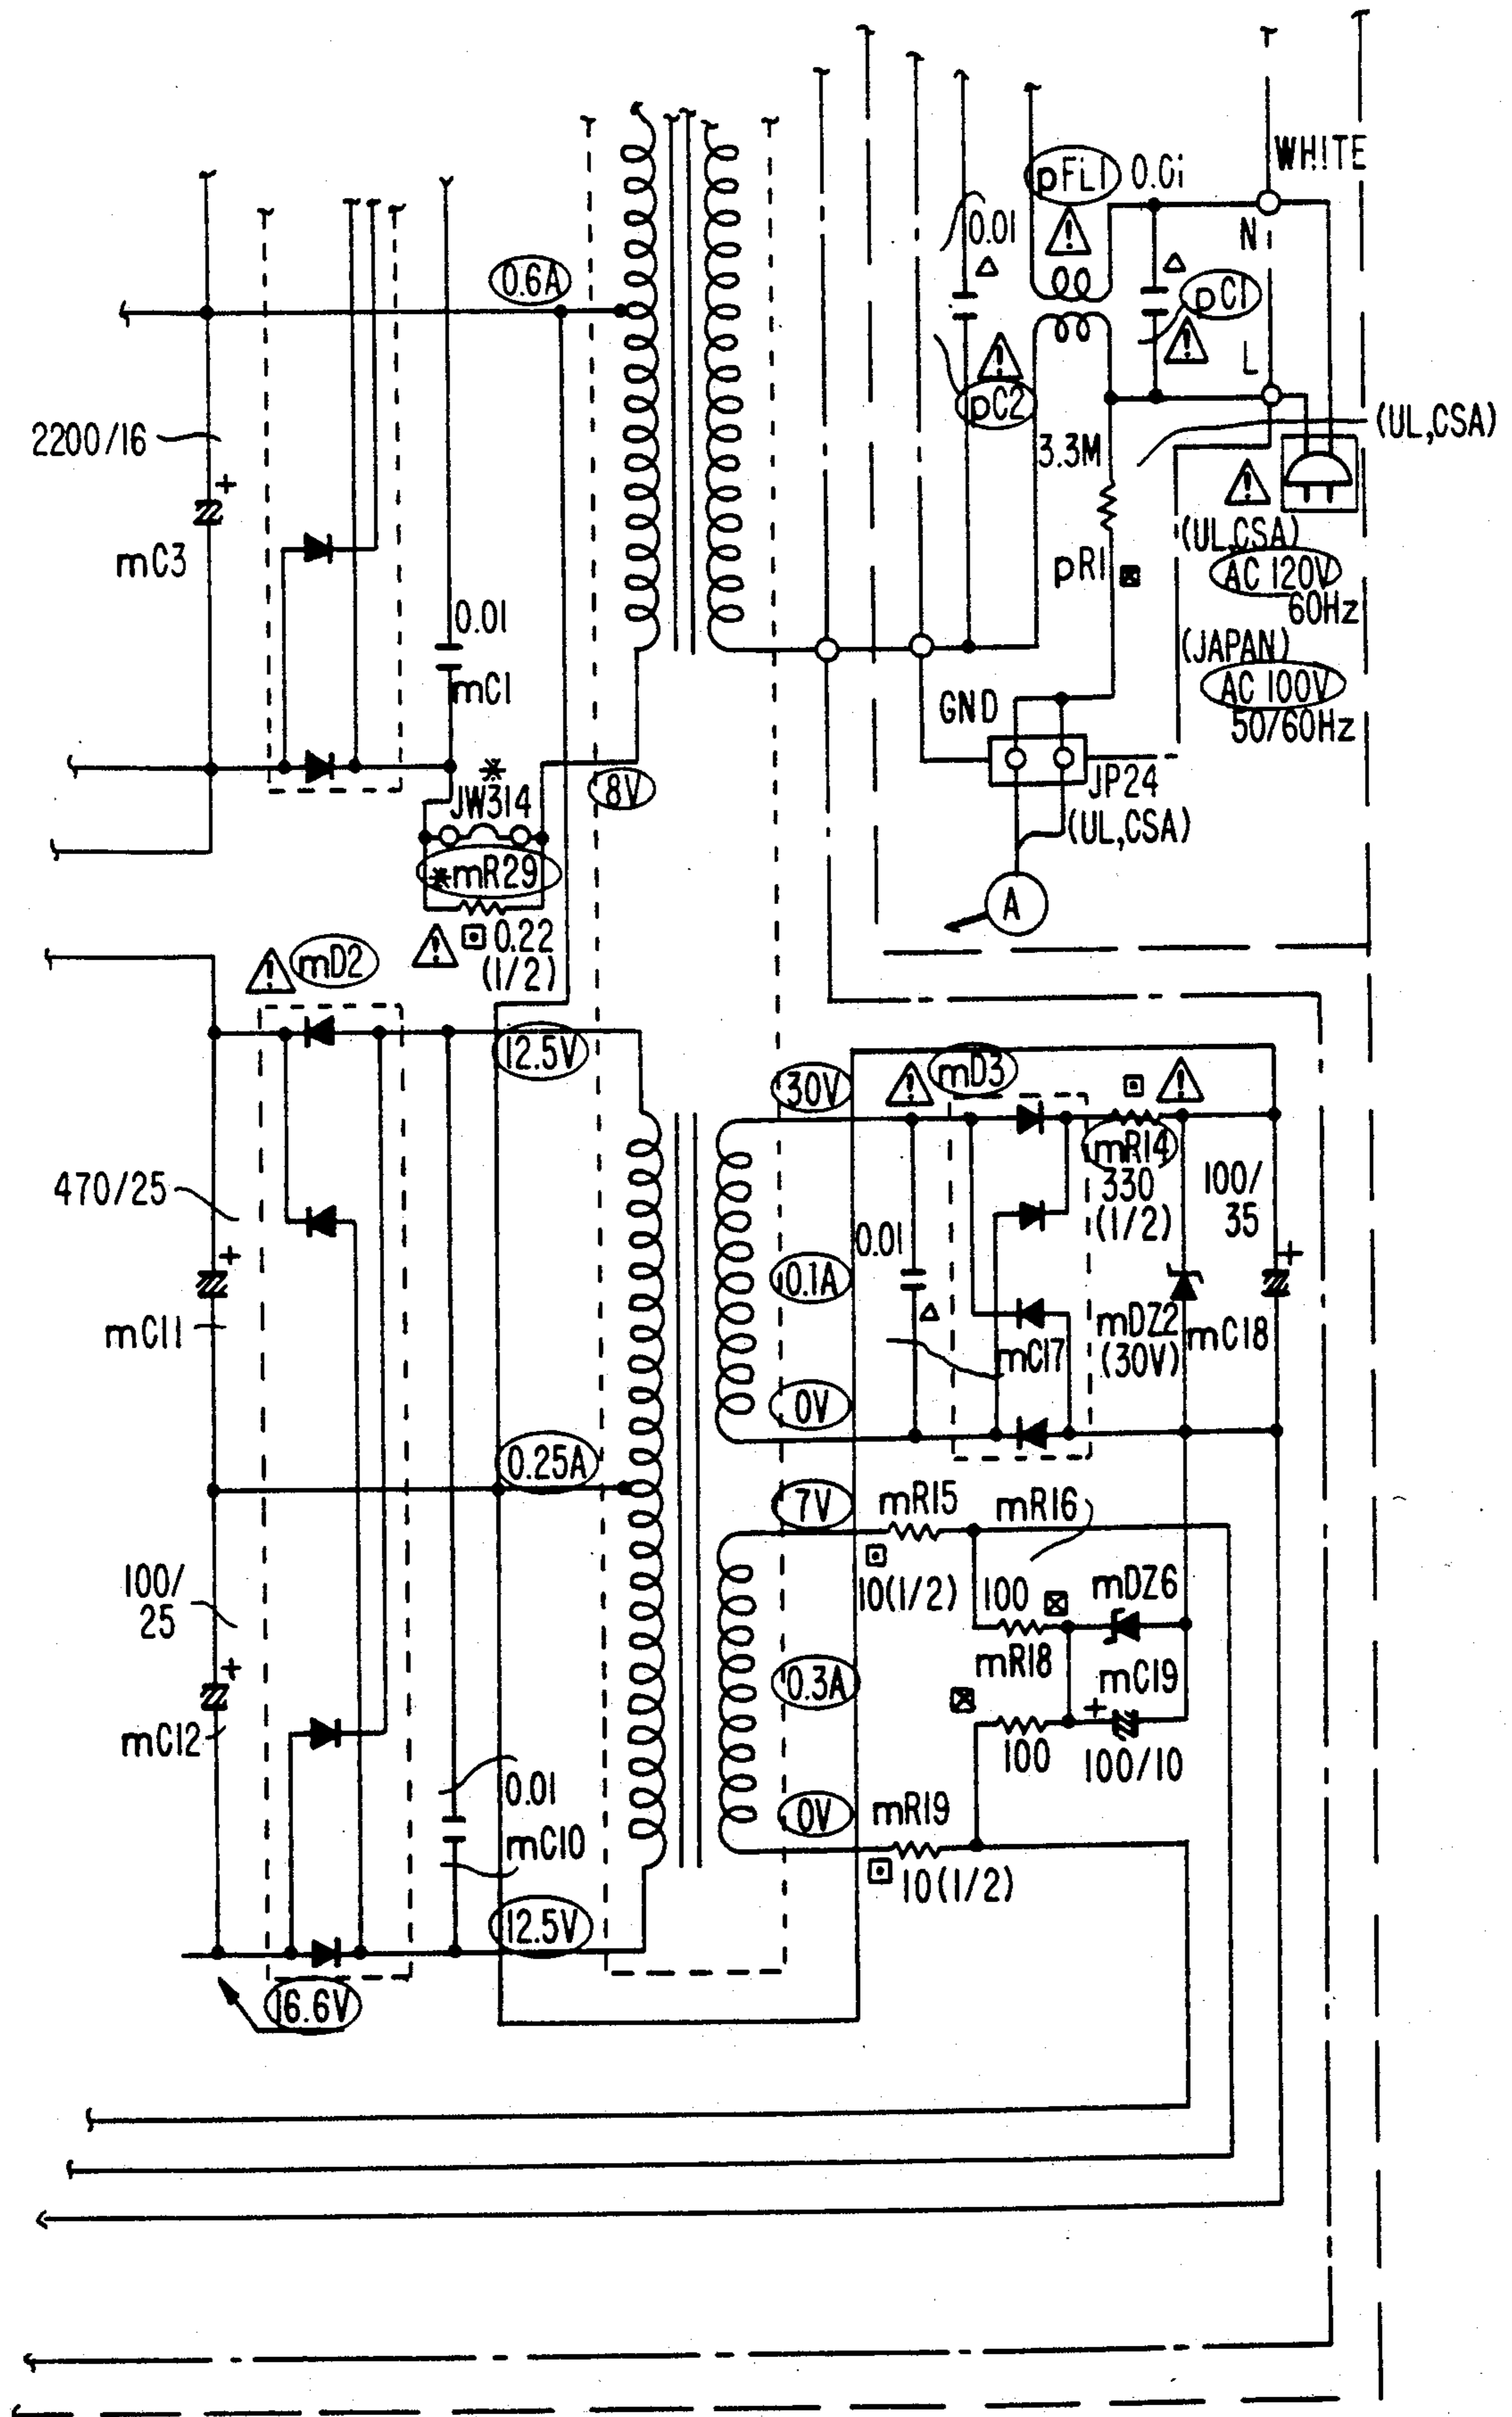 WHITE
pFL1 0.01
0.01
N
pC1
0.6A
L
pC2
2200/16
(UL,CSA)
3.3M
mC3
(UL,CSA)
pR1
AC 120V
60Hz
0.01
(JAPAN)
mC1
AC 100V
GND
50/60Hz
JW314
8V
JP24
(UL,CSA)
*mR29
A
0.22
(1/2)
mD2
12.5V
30V
mD3
mR14
330
(1/2)
100/
35
470/25
0.01
0.1A
mC11
mC17
mDZ2
(30V)
mC18
0V
0.25A
7V
mR15
mR16
100/
25
10(1/2)
100
mDZ6
mR18
0.3A
mC19
mC12
100
100/10
0.01
0V
mR19
mC10
10(1/2)
12.5V
16.6V